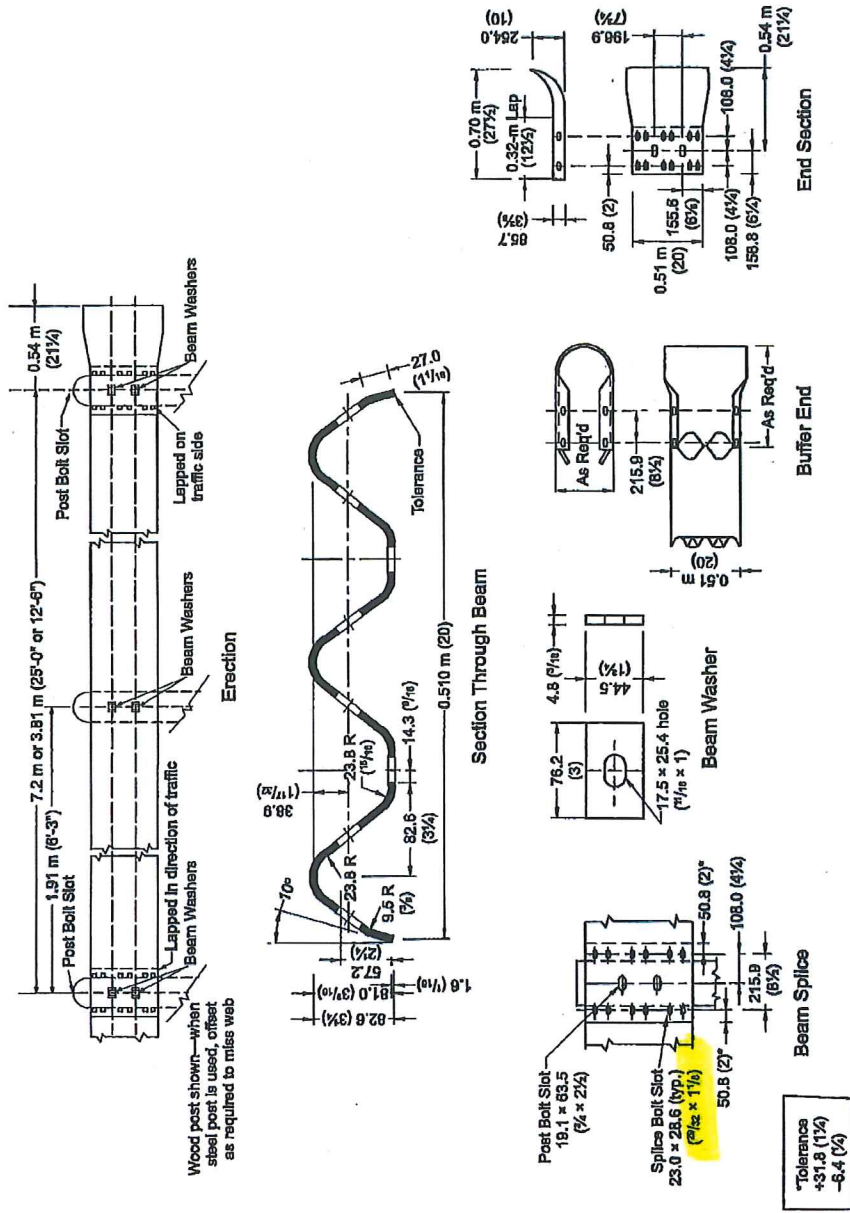 7.2 m or 3.81 m (25'-0" or 12'-6")
1.91 m (6'-3")
0.54 m
(21¼)
Post Bolt Slot
Lapped in direction of traffic
Beam Washers
Wood post shown—when
steel post is used, offset
as required to miss web
Beam Washers
Post Bolt Slot
Lapped on
traffic side
Beam Washers
Erection
10°
82.6 (3¼)
81.0 (3³/₁₆)
57.2
(2¼)
1.6 (¹/₁₆)
9.5 R
(⅜)
23.8 R
82.6
(3¼)
38.9
(1¹⁷/₃₂)
23.8 R
(¹⁵/₁₆)
14.3 (⁹/₁₆)
0.510 m (20)
Tolerance
27.0
(1¹/₁₆)
Section Through Beam
Post Bolt Slot
19.1 × 63.5
(¾ × 2½)
Splice Bolt Slot
23.0 × 28.6 (typ.)
(²⁹/₃₂ × 1⅛)
50.8 (2)*
215.9
(8½)
50.8 (2)*
108.0 (4¼)
Beam Splice
*Tolerance
+31.8 (1¼)
–6.4 (¼)
76.2
(3)
4.8 (³/₁₆)
44.5
(1¾)
17.5 × 25.4 hole
(¹¹/₁₆ × 1)
Beam Washer
As Req'd
215.9
(8½)
0.51 m
(20)
As Req'd
Buffer End
0.70 m
(27½)
0.32-m Lap
(12½)
254.0
(10)
85.7
(3⅜)
50.8 (2)
0.51 m
(20)
155.6
(6⅛)
108.0 (4¼)
158.8 (6¼)
198.9
(7¾)
108.0 (4¼)
0.54 m
(21¼)
End Section